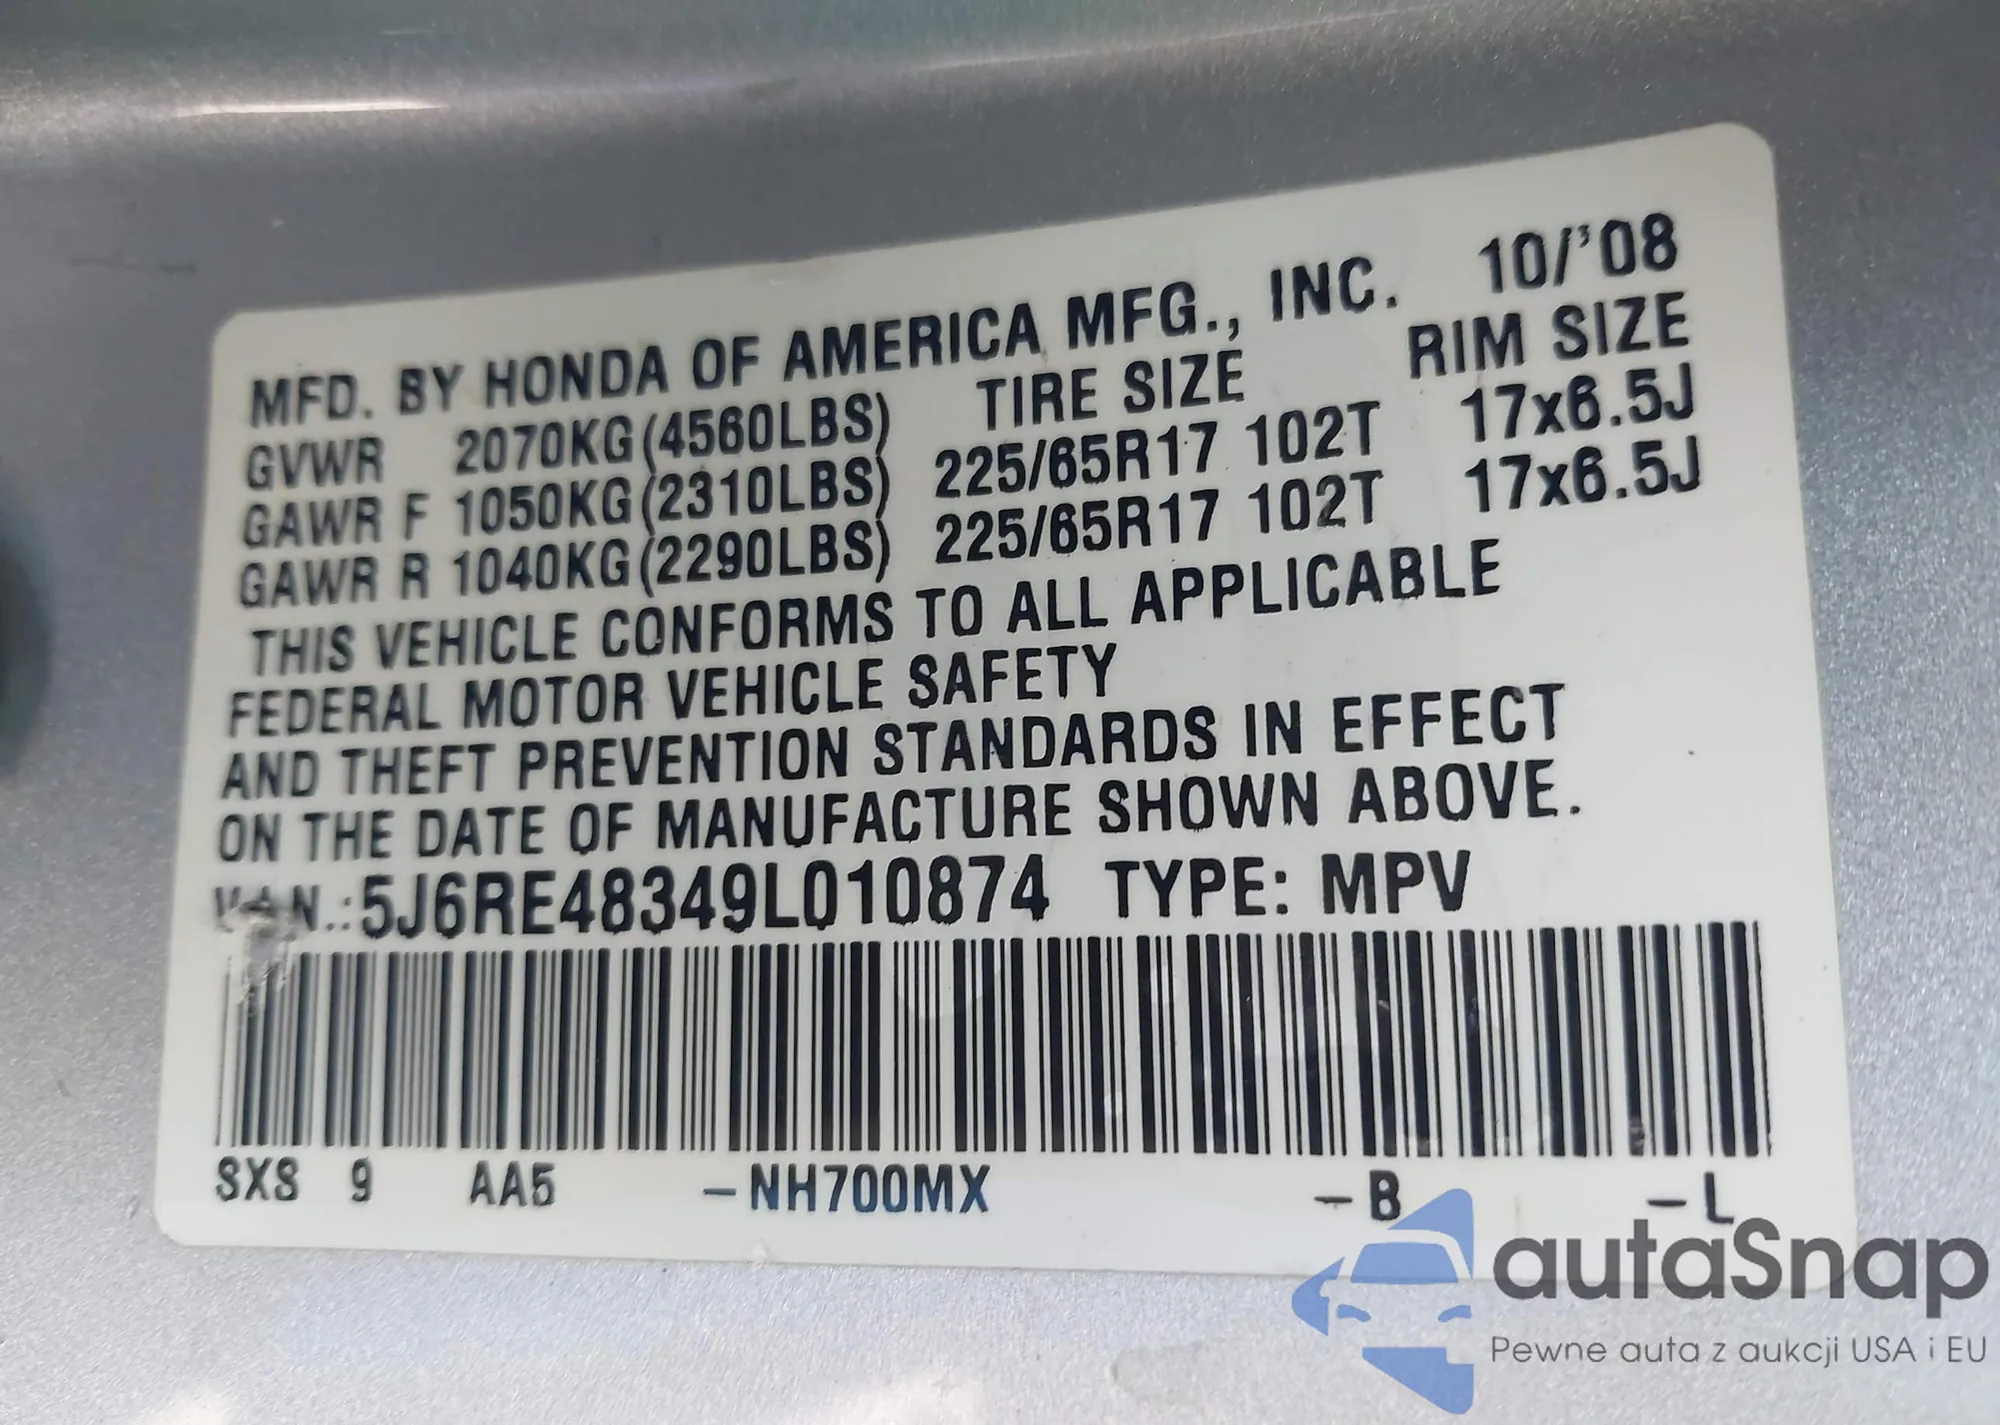 MFD. BY HONDA OF AMERICA MFG., INC. 10/'08
TIRE SIZE RIM SIZE
GVWR 2070KG(4560LBS)
GAWR F 1050KG(2310LBS) 225/65R17 102T 17x6.5J
GAWR R 1040KG(2290LBS) 225/65R17 102T 17x6.5J
THIS VEHICLE CONFORMS TO ALL APPLICABLE
FEDERAL MOTOR VEHICLE SAFETY
AND THEFT PREVENTION STANDARDS IN EFFECT
ON THE DATE OF MANUFACTURE SHOWN ABOVE.
5J6RE48349L010874 TYPE: MPV
SXS 9 AA5 -NH700MX -B -L
autaSnap
Pewne auta z aukcji USA i EU